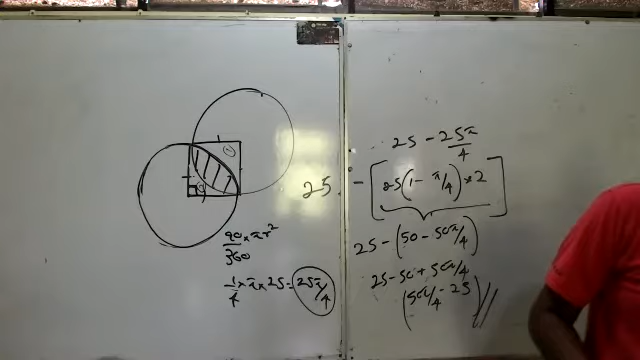 90/360 × πr²
1/4 × π × 25 = 25π/4
25 - 25π/4
25 - [25(1 - π/4) × 2]
25 - (50 - 50π/4)
25 - 50 + 50π/4
(50π/4 - 25)//